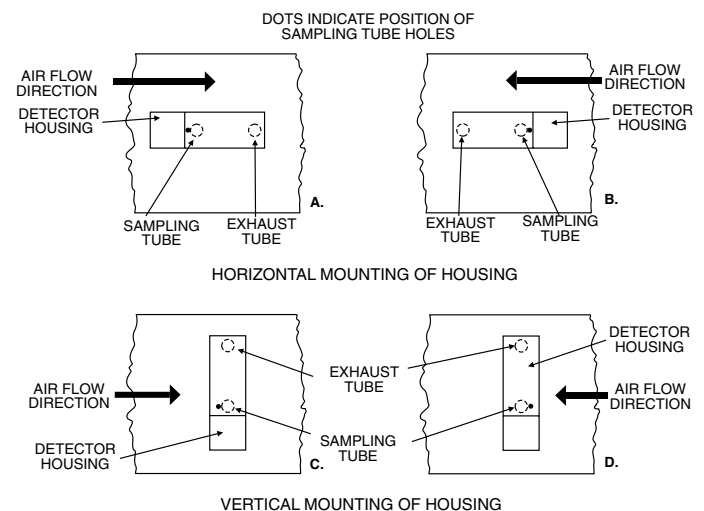 DOTS INDICATE POSITION OF
SAMPLING TUBE HOLES
AIR FLOW
DIRECTION
DETECTOR
HOUSING
SAMPLING
TUBE
EXHAUST
TUBE
A.
AIR FLOW
DIRECTION
DETECTOR
HOUSING
EXHAUST
TUBE
SAMPLING
TUBE
B.
HORIZONTAL MOUNTING OF HOUSING
AIR FLOW
DIRECTION
DETECTOR
HOUSING
C.
EXHAUST
TUBE
SAMPLING
TUBE
DETECTOR
HOUSING
AIR FLOW
DIRECTION
D.
VERTICAL MOUNTING OF HOUSING